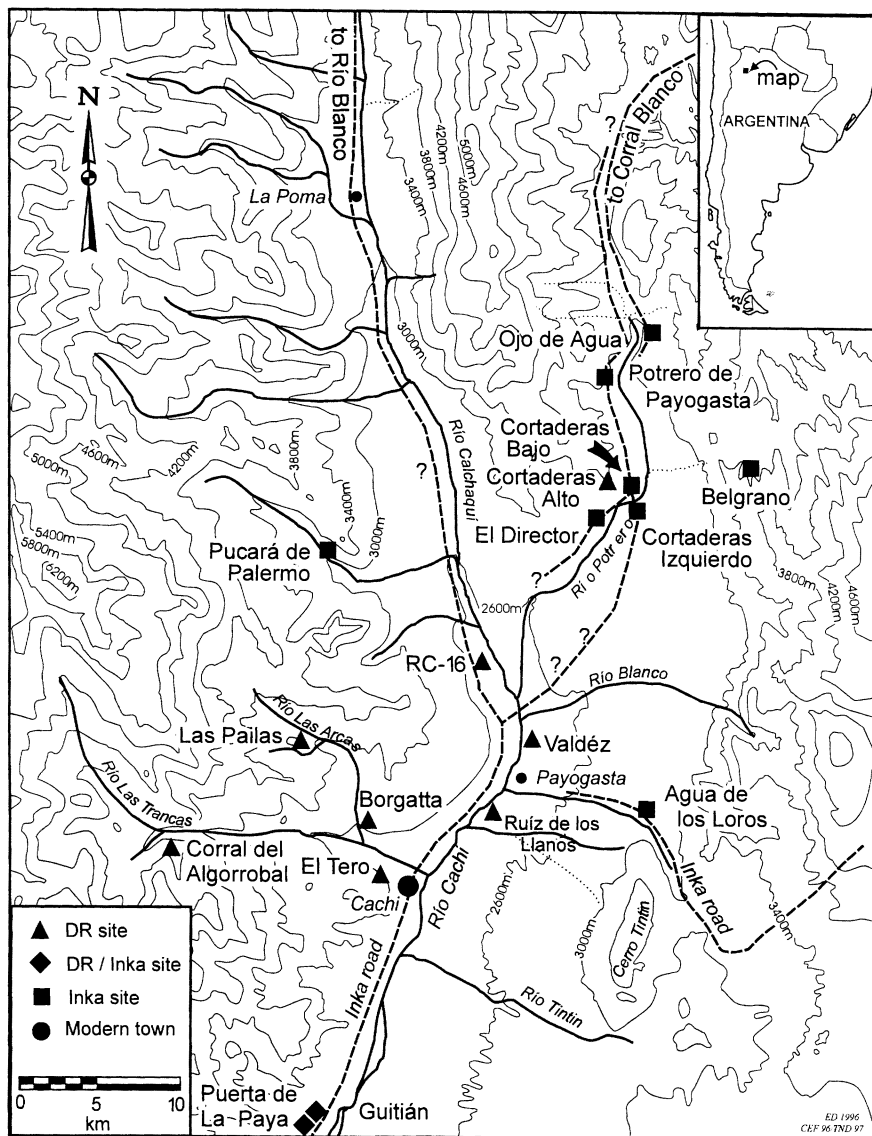 to Río Blanco
N
La Poma
3400m
3800m
4200m
5000m
4600m
?
to Corral Blanco
map
ARGENTINA
3000m
Ojo de Agua
Potrero de
Payogasta
Río Calchaquí
Cortaderas
Bajo
Cortaderas
Alto
Belgrano
El Director
Cortaderas
Izquierdo
Río Potrero
?
5000m
4600m
4200m
3800m
3400m
3000m
5400m
5800m
6200m
Pucará de
Palermo
?
2600m
3800m
4200m
4600m
RC-16
?
?
Río Blanco
Río Las Arcas
Las Pailas
Valdéz
Payogasta
Río Las Trancas
Borgatta
Ruíz de los
Llanos
Agua de
los Loros
Corral del
Algorrobal
El Tero
Cachi
Río Cachi
Inka road
2600m
3000m
Cerro Tintin
3400m
Inka road
Río Tintin
DR site
DR / Inka site
Inka site
Modern town
0 5 10
km
Puerta de
La Paya
Guitián
ED 1996
CEF 96 TND 97